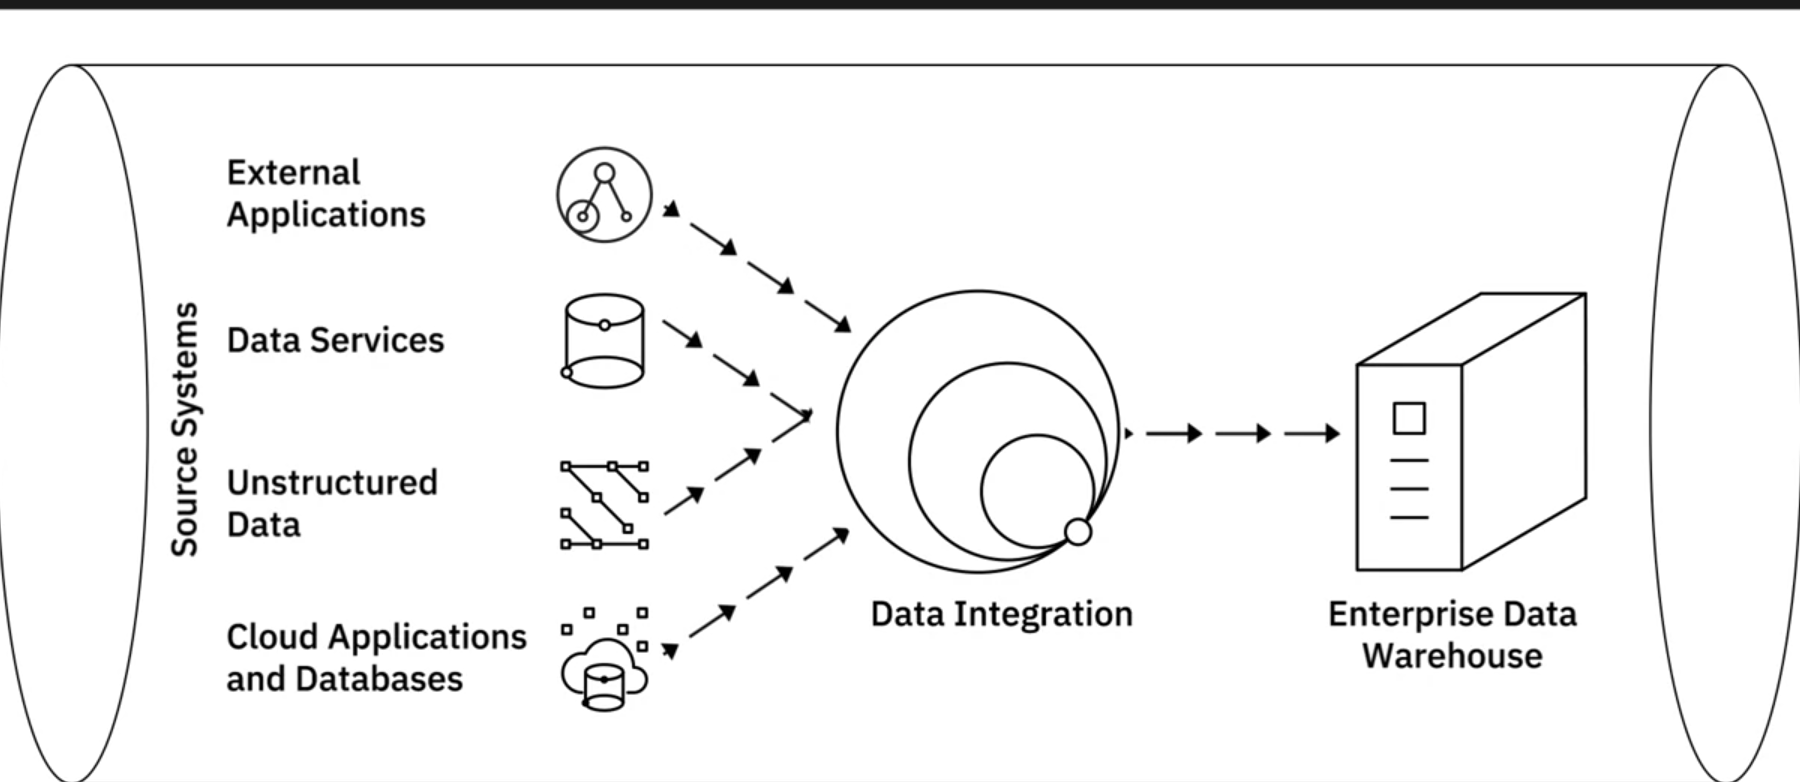 Source Systems
External
Applications
Data Services
Unstructured
Data
Cloud Applications
and Databases
Data Integration
Enterprise Data
Warehouse